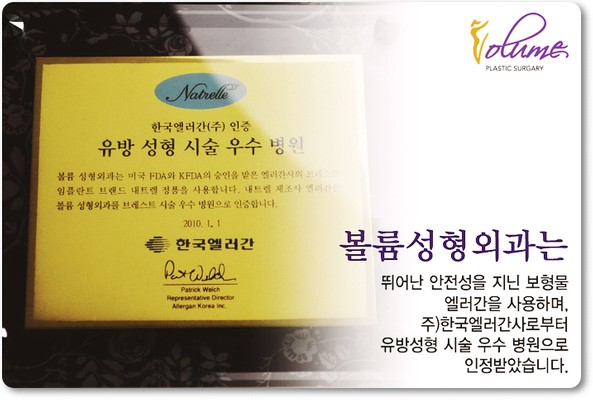 Volume
PLASTIC SURGARY
Natrelle
한국엘러간(주) 인증
유방 성형 시술 우수 병원
볼륨 성형외과는 미국 FDA와 KFDA의 승인을 받은 엘러간사의
임플란트 브랜드 내트렐 정품을 사용합니다. 내트렐 제조사 엘러간은
볼륨 성형외과를 브레스트 시술 우수 병원으로 인증합니다.
2010. 1. 1
한국엘러간
Patrick Welch
Representative Director
Allergan Korea Inc.
볼륨성형외과는
뛰어난 안전성을 지닌 보형물
엘러간을 사용하며,
주)한국엘러간사로부터
유방성형 시술 우수 병원으로
인정받았습니다.